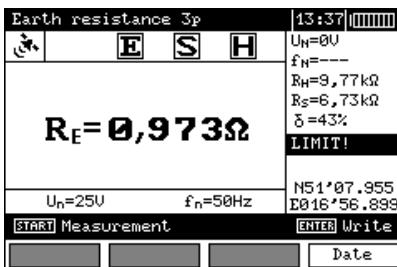 Earth resistance 3p 13:37
E S H
UN=0V
fN=---
RH=9,77kΩ
RS=6,73kΩ
δ=43%
LIMIT!
RE=0,973Ω
N51°07.955
E016°56.899
Un=25V fn=50Hz
START Measurement ENTER Write
Date